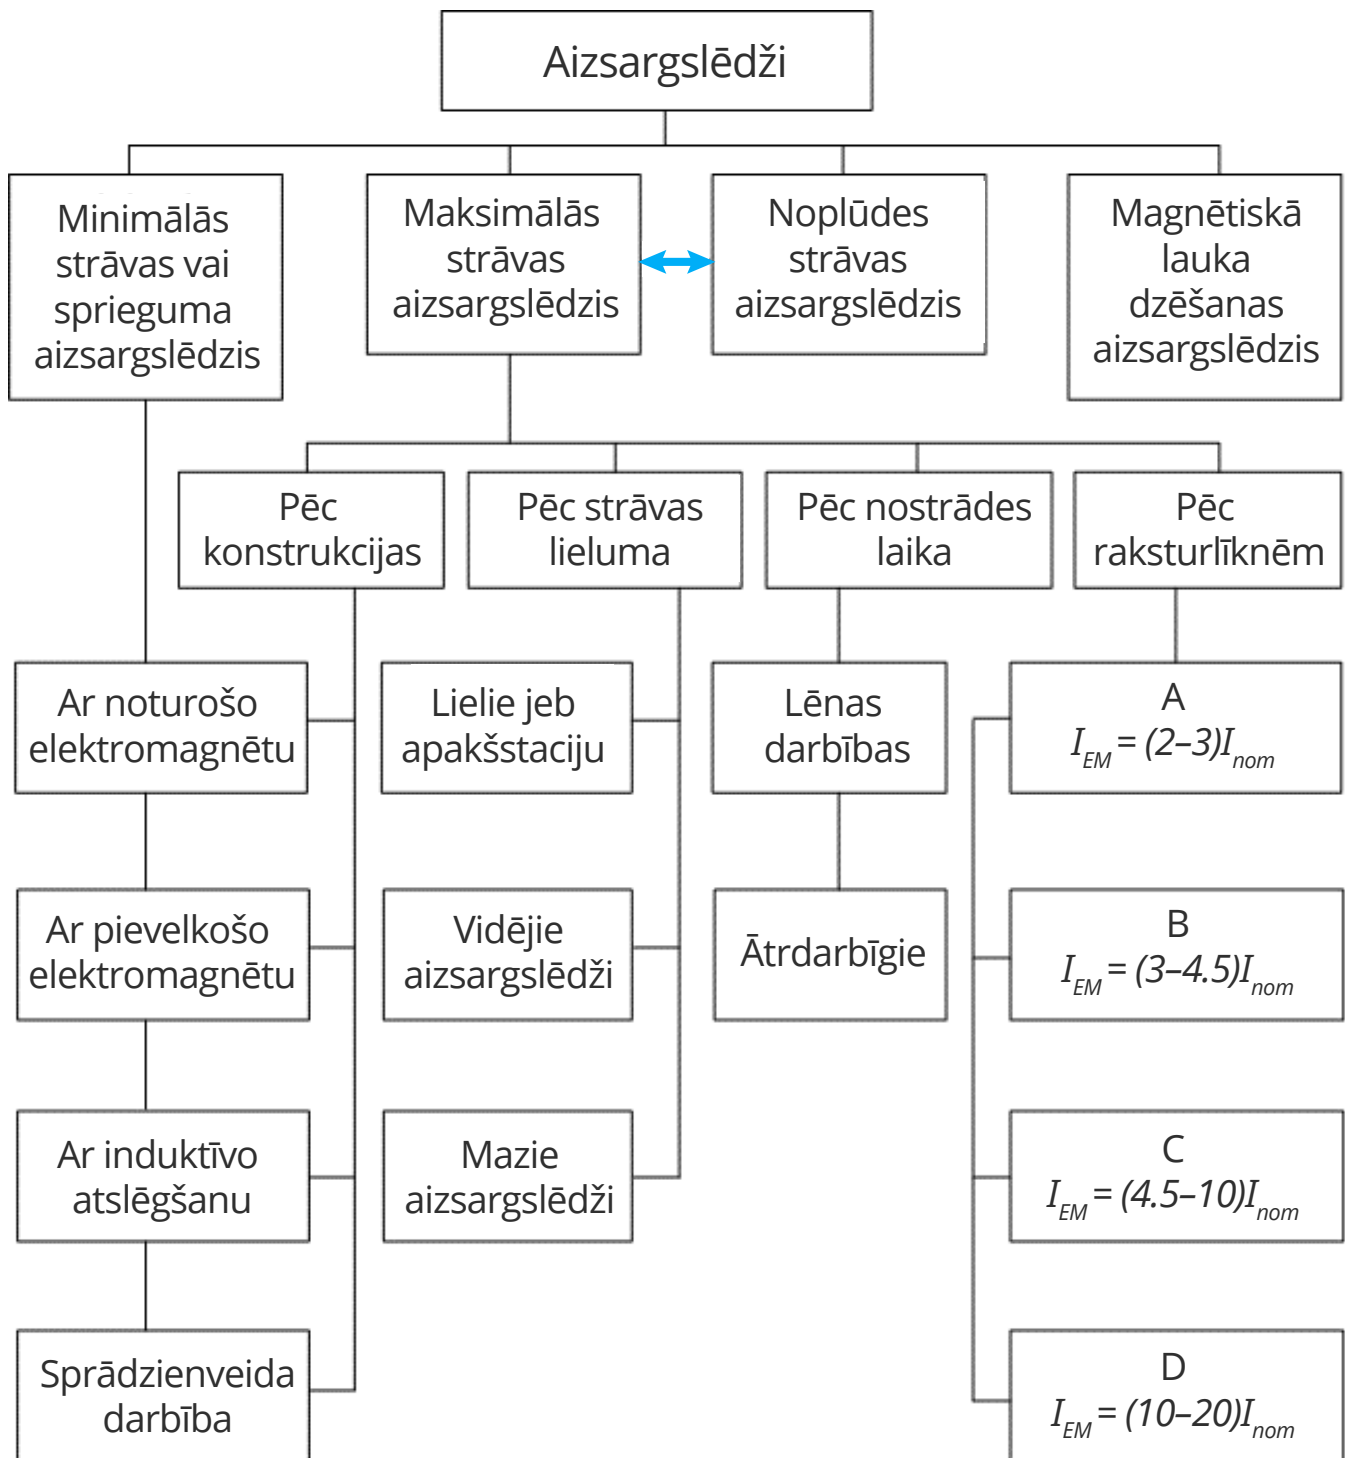 Aizsargslēdži
Minimālās
strāvas vai
sprieguma
aizsargslēdzis
Maksimālās
strāvas
aizsargslēdzis
Noplūdes
strāvas
aizsargslēdzis
Magnētiskā
lauka
dzēšanas
aizsargslēdzis
Pēc
konstrukcijas
Pēc strāvas
lieluma
Pēc nostrādes
laika
Pēc
raksturlīknēm
Ar noturošo
elektromagnētu
Lielie jeb
apakšstaciju
Lēnas
darbības
A
I_EM = (2–3)I_nom
Ar pievelkošo
elektromagnētu
Vidējie
aizsargslēdži
Ātrdarbīgie
B
I_EM = (3–4.5)I_nom
Ar induktīvo
atslēgšanu
Mazie
aizsargslēdži
C
I_EM = (4.5–10)I_nom
Sprādzienveida
darbība
D
I_EM = (10–20)I_nom